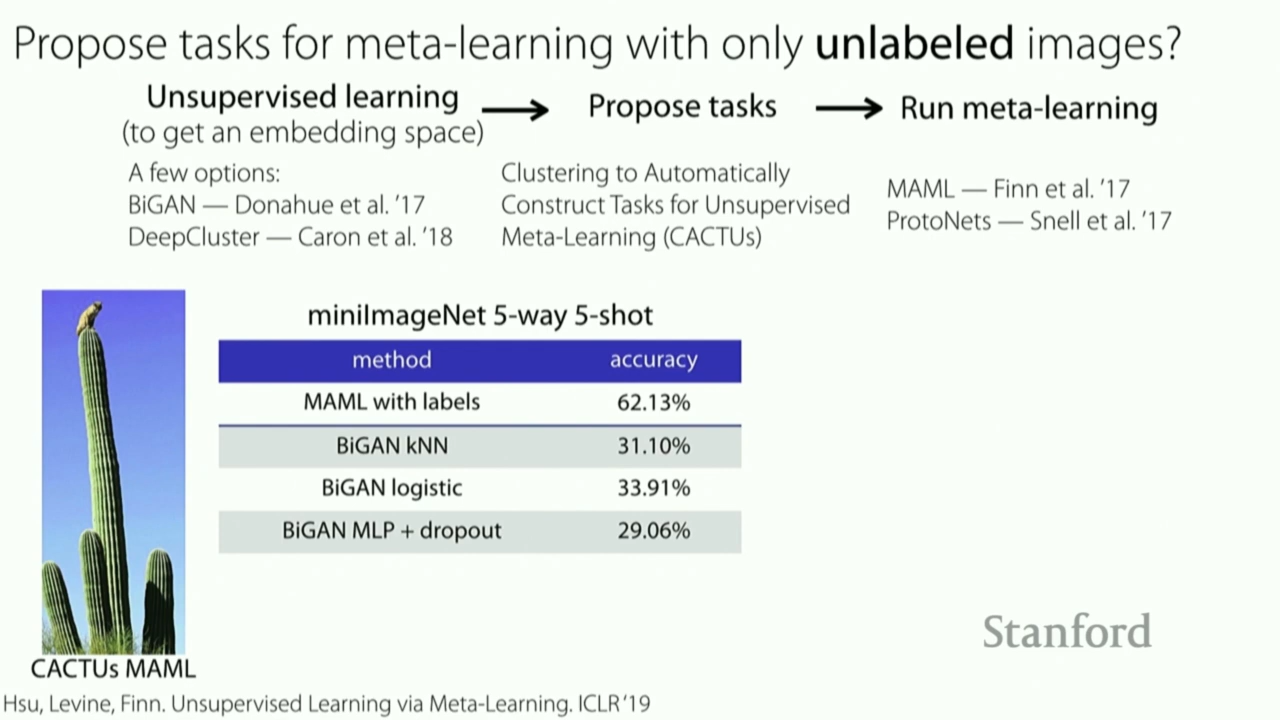 Propose tasks for meta-learning with only unlabeled images?
Unsupervised learning → Propose tasks → Run meta-learning
(to get an embedding space)
A few options:
BiGAN — Donahue et al. '17
DeepCluster — Caron et al. '18
Clustering to Automatically
Construct Tasks for Unsupervised
Meta-Learning (CACTUs)
MAML — Finn et al. '17
ProtoNets — Snell et al. '17
miniImageNet 5-way 5-shot
method accuracy
MAML with labels 62.13%
BiGAN kNN 31.10%
BiGAN logistic 33.91%
BiGAN MLP + dropout 29.06%
Stanford
CACTUs MAML
Hsu, Levine, Finn. Unsupervised Learning via Meta-Learning. ICLR '19